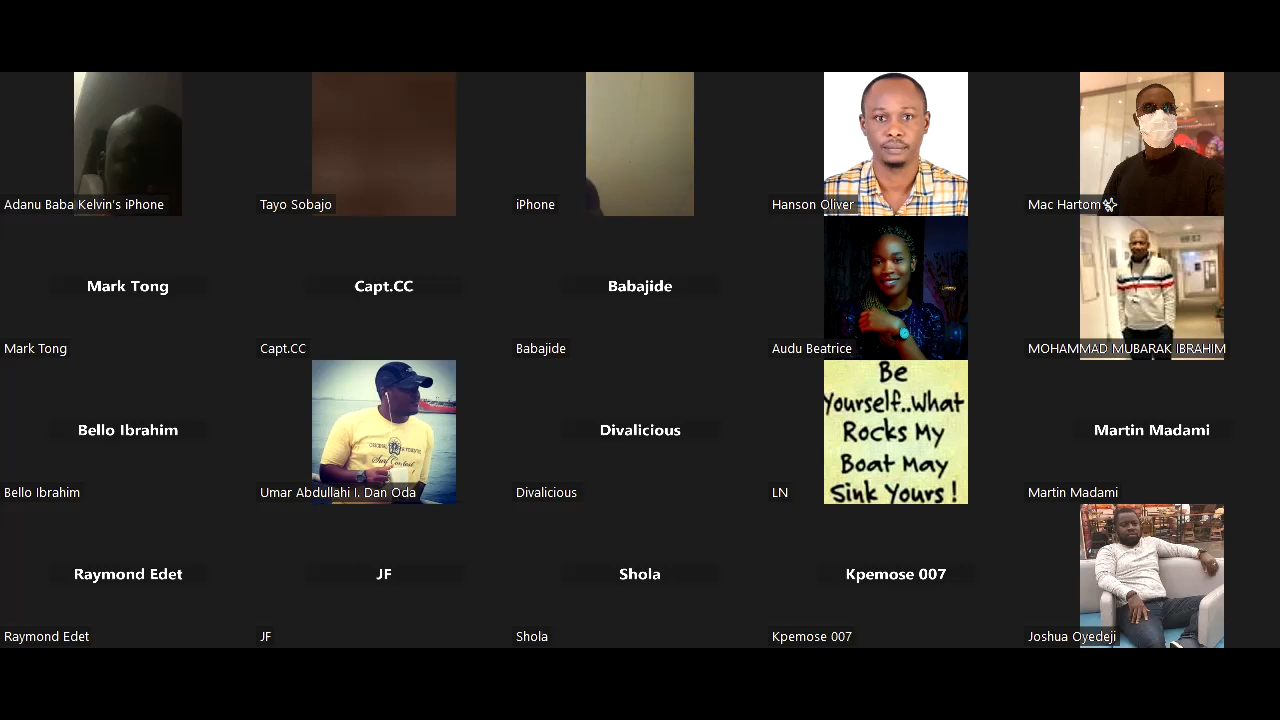 Adanu Baba Kelvin's iPhone
Tayo Sobajo
iPhone
Hanson Oliver
Mac Hartom
Mark Tong
Mark Tong
Capt.CC
Capt.CC
Babajide
Babajide
Audu Beatrice
MOHAMMAD MUBARAK IBRAHIM
Bello Ibrahim
Bello Ibrahim
Surf Contest
Umar Abdullahi I. Dan Oda
Divalicious
Divalicious
Be
Yourself..What
Rocks My
Boat May
Sink Yours !
LN
Martin Madami
Martin Madami
Raymond Edet
Raymond Edet
JF
JF
Shola
Shola
Kpemose 007
Kpemose 007
Joshua Oyedeji